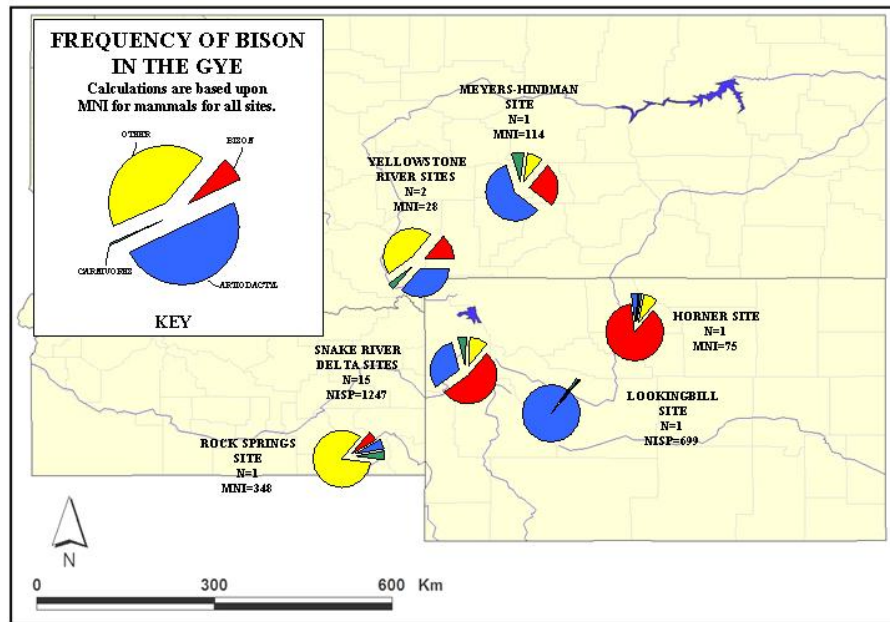 FREQUENCY OF BISON
IN THE GYE
Calculations are based upon
MNI for mammals for all sites.
OTHER
BISON
CARNIVORES
ARTIODACTYL
KEY
MEYERS-HINDMAN
SITE
N=1
MNI=114
YELLOWSTONE
RIVER SITES
N=2
MNI=28
HORNER SITE
N=1
MNI=75
SNAKE RIVER
DELTA SITES
N=15
NISP=1247
LOOKINGBILL
SITE
N=1
NISP=699
ROCK SPRINGS
SITE
N=1
MNI=348
N
0 300 600 Km